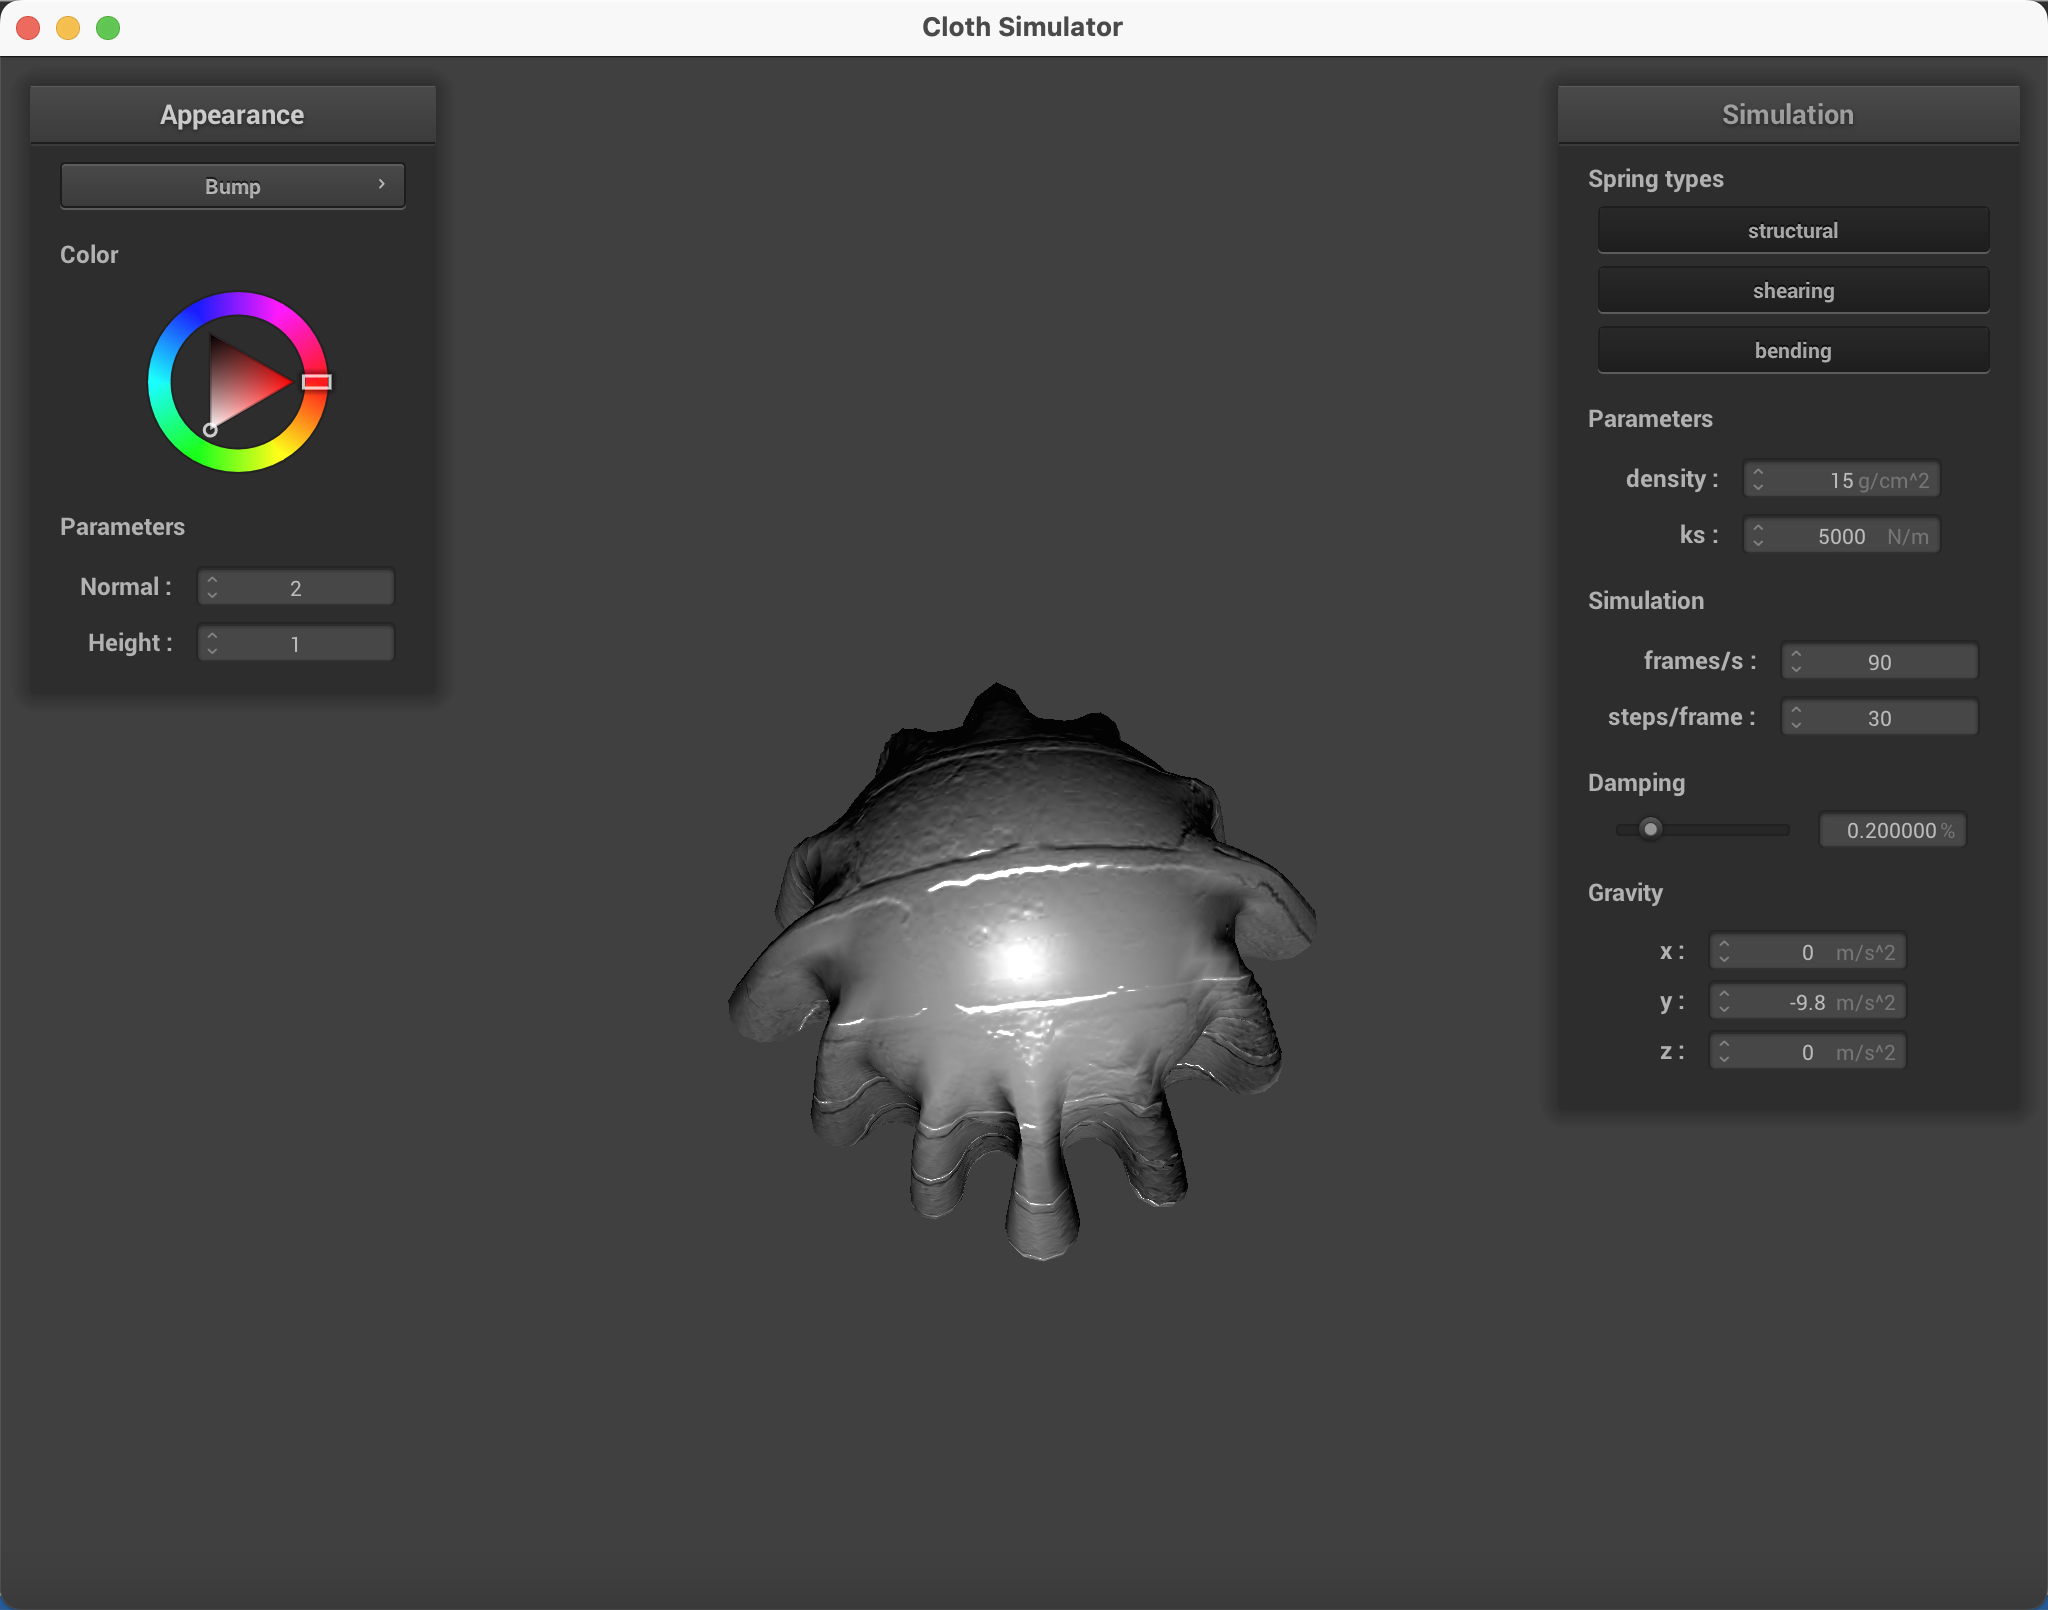 Cloth Simulator
Appearance
Bump
Color
Parameters
Normal : 2
Height : 1
Simulation
Spring types
structural
shearing
bending
Parameters
density : 15 g/cm^2
ks : 5000 N/m
Simulation
frames/s : 90
steps/frame : 30
Damping
0.200000 %
Gravity
x : 0 m/s^2
y : -9.8 m/s^2
z : 0 m/s^2